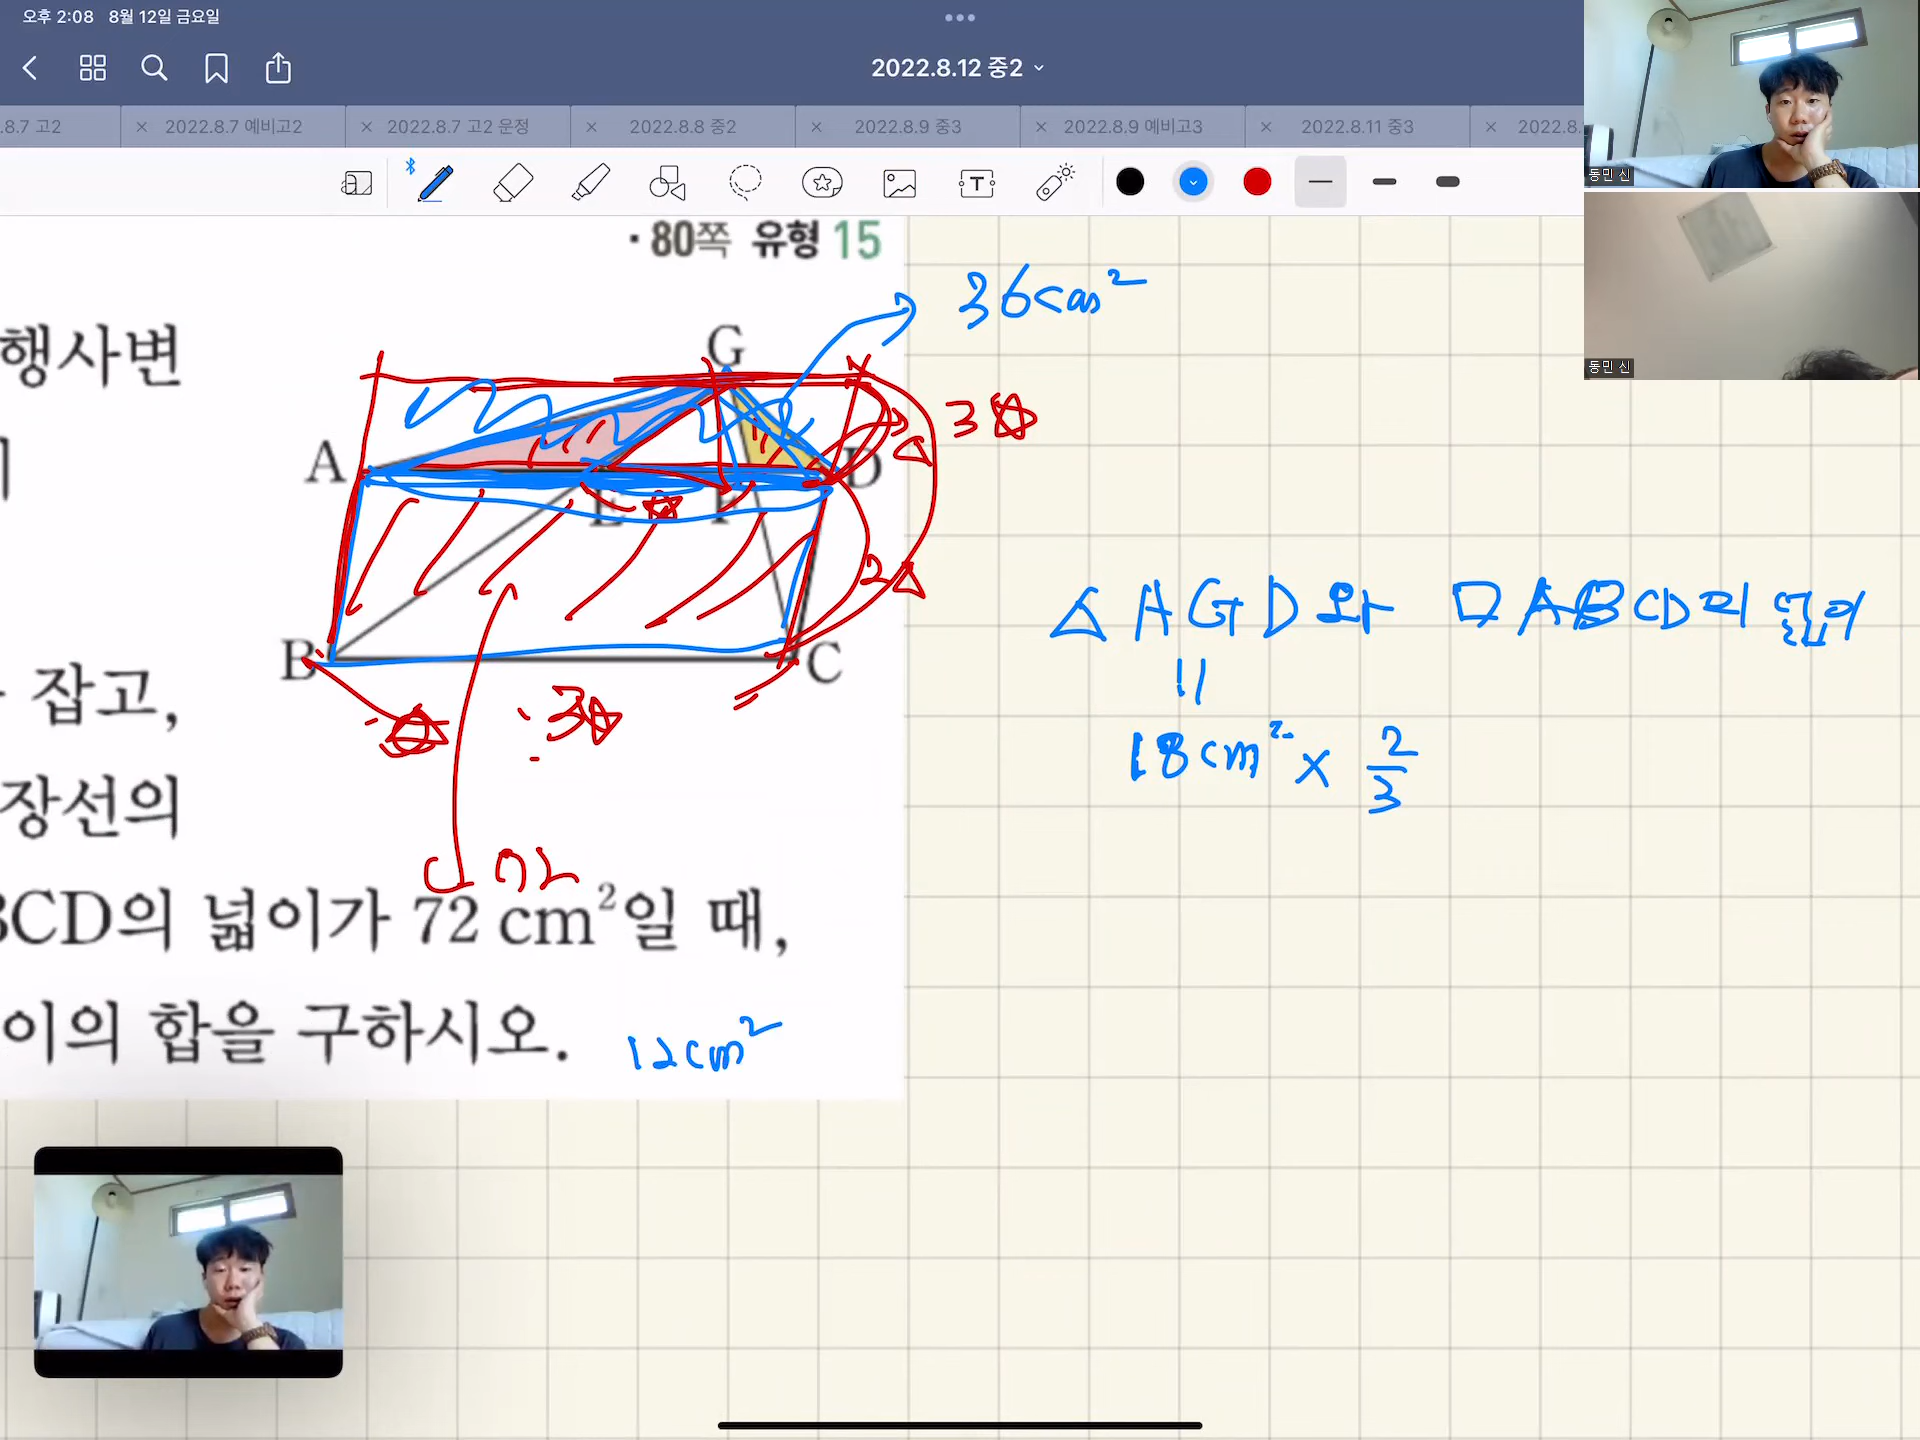 오후 2:08 8월 12일 금요일
2022.8.12 중2
.8.7 고2
2022.8.7 예비고2
2022.8.7 고2 운정
2022.8.8 중2
2022.8.9 중3
2022.8.9 예비고3
2022.8.11 중3
2022.8.
동민 신
동민 신
· 80쪽 유형 15
36cm²
행사변
G
3☆
A
D
△
E ☆ F
2△
△AGD와 □ABCD의 넓이
B
C
잡고,
☆ : 3☆
18cm² × 2/3
장선의
72
BCD의 넓이가 72 cm²일 때,
이의 합을 구하시오.
12cm²